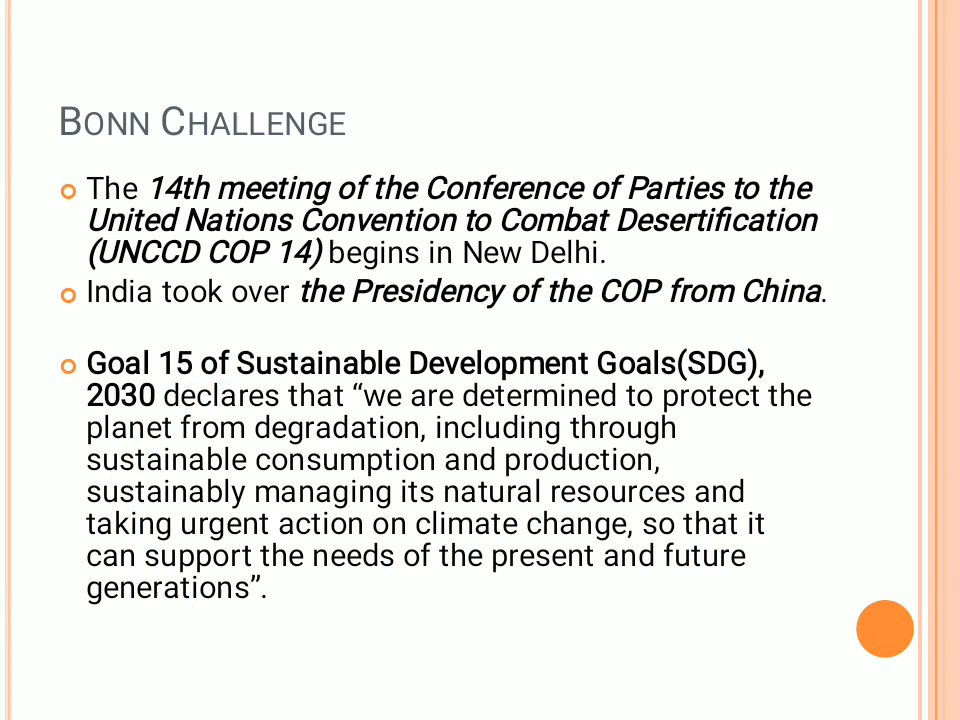 BONN CHALLENGE
The 14th meeting of the Conference of Parties to the
United Nations Convention to Combat Desertification
(UNCCD COP 14) begins in New Delhi.
India took over the Presidency of the COP from China.
Goal 15 of Sustainable Development Goals(SDG),
2030 declares that “we are determined to protect the
planet from degradation, including through
sustainable consumption and production,
sustainably managing its natural resources and
taking urgent action on climate change, so that it
can support the needs of the present and future
generations”.